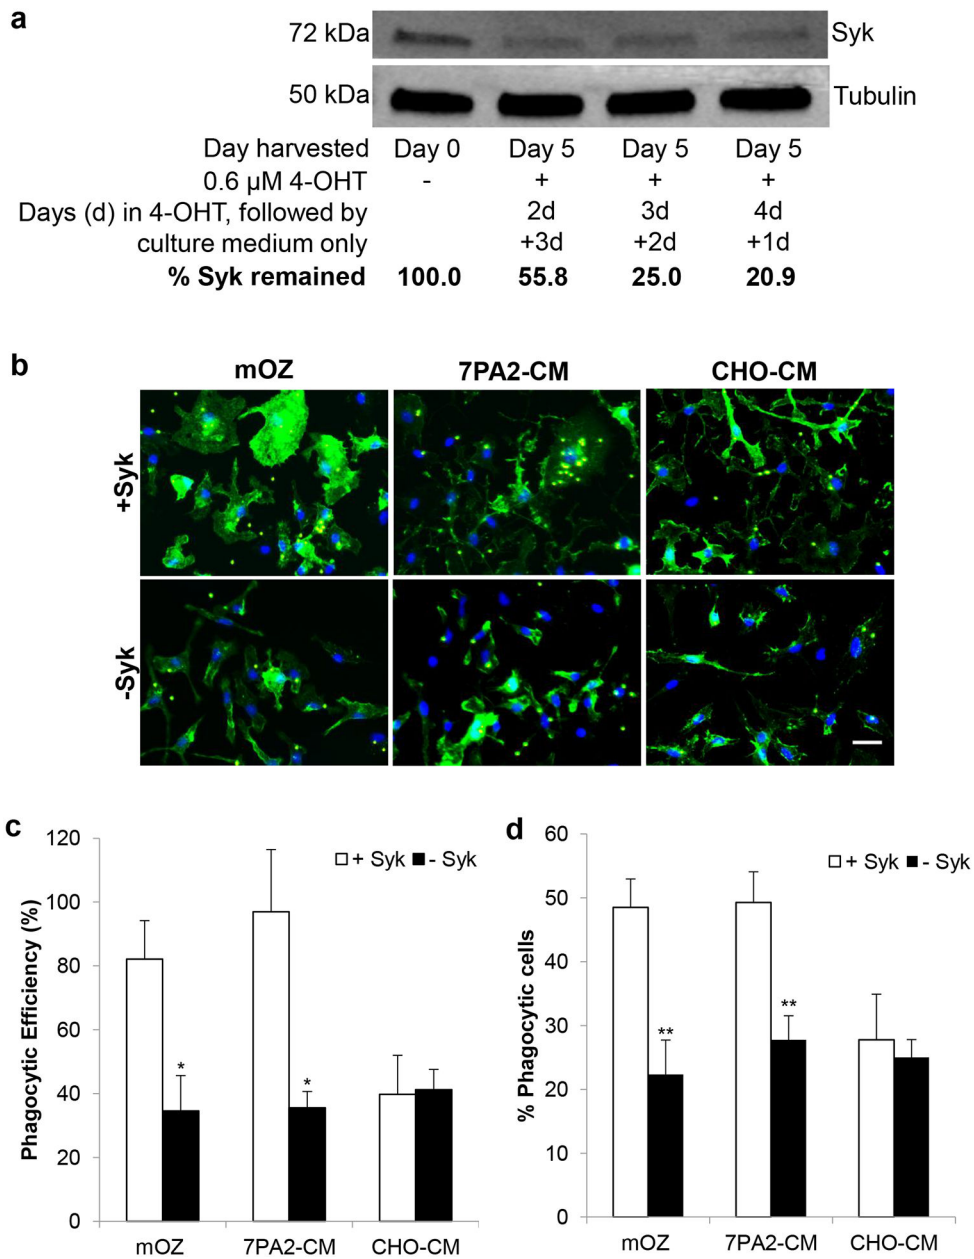 a
72 kDa Syk
50 kDa Tubulin
Day harvested Day 0 Day 5 Day 5 Day 5
0.6 µM 4-OHT - + + +
Days (d) in 4-OHT, followed by 2d 3d 4d
culture medium only +3d +2d +1d
% Syk remained 100.0 55.8 25.0 20.9
b
mOZ 7PA2-CM CHO-CM
+Syk
-Syk
c
Phagocytic Efficiency (%)
120
100
80
60
40
20
0
+ Syk - Syk
*
*
mOZ 7PA2-CM CHO-CM
d
% Phagocytic cells
60
50
40
30
20
10
0
+ Syk - Syk
**
**
mOZ 7PA2-CM CHO-CM